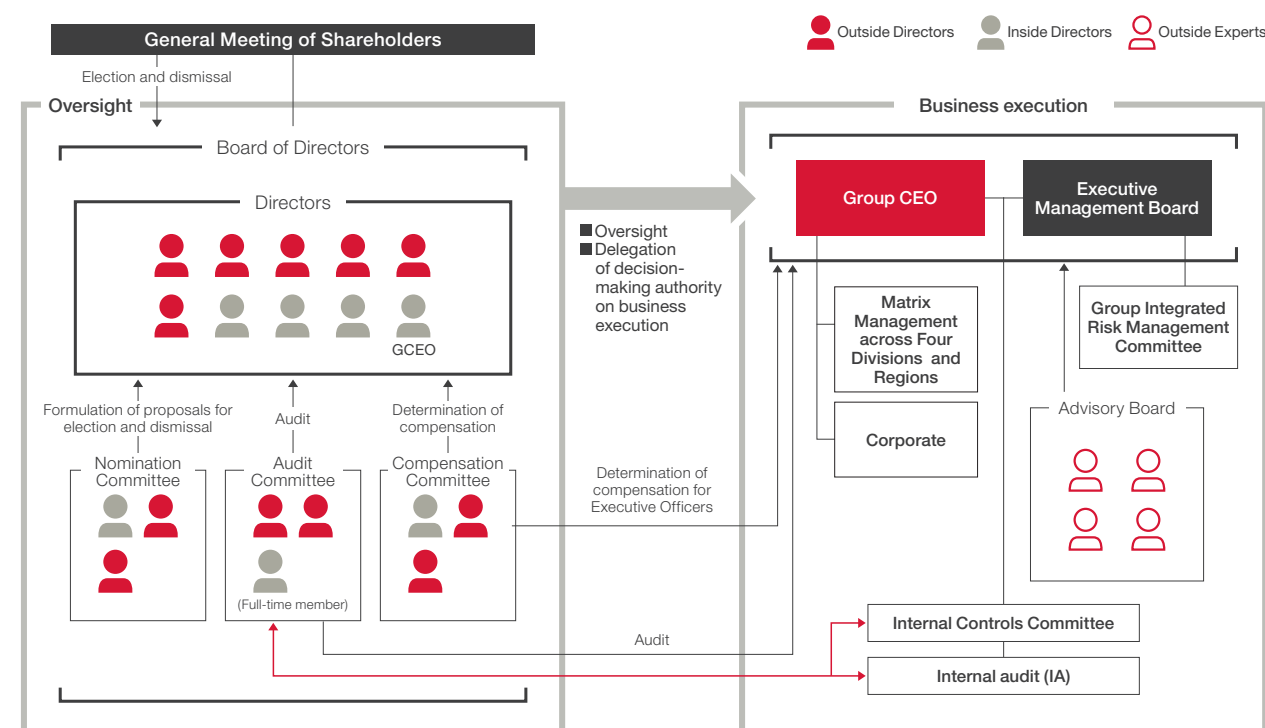 General Meeting of Shareholders
Outside Directors
Inside Directors
Outside Experts
Election and dismissal
Oversight
Business execution
Board of Directors
Directors
GCEO
Oversight
Delegation
of decision-
making authority
on business
execution
Group CEO
Executive
Management Board
Matrix
Management
across Four
Divisions and
Regions
Group Integrated
Risk Management
Committee
Corporate
Advisory Board
Formulation of proposals for
election and dismissal
Audit
Determination of
compensation
Nomination
Committee
Audit
Committee
(Full-time member)
Compensation
Committee
Determination of
compensation for
Executive Officers
Audit
Internal Controls Committee
Internal audit (IA)